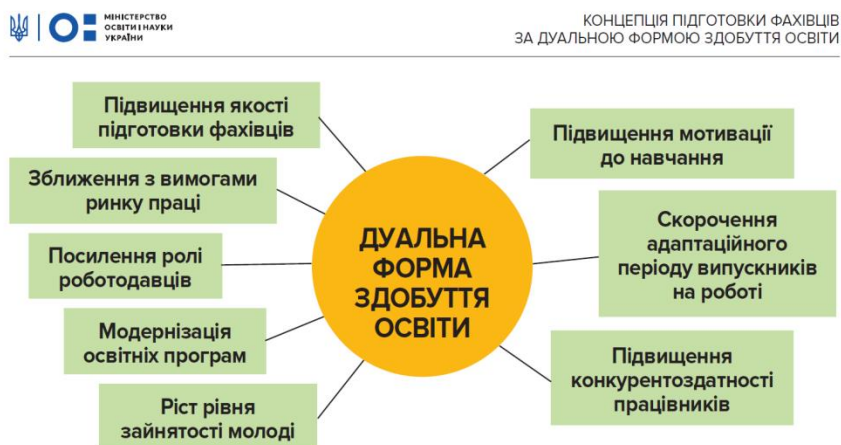 МІНІСТЕРСТВО
ОСВІТИ І НАУКИ
УКРАЇНИ
КОНЦЕПЦІЯ ПІДГОТОВКИ ФАХІВЦІВ
ЗА ДУАЛЬНОЮ ФОРМОЮ ЗДОБУТТЯ ОСВІТИ
Підвищення якості
підготовки фахівців
Зближення з вимогами
ринку праці
Посилення ролі
роботодавців
Модернізація
освітніх програм
Ріст рівня
зайнятості молоді
ДУАЛЬНА
ФОРМА
ЗДОБУТТЯ
ОСВІТИ
Підвищення мотивації
до навчання
Скорочення
адаптаційного
періоду випускників
на роботі
Підвищення
конкурентоздатності
працівників